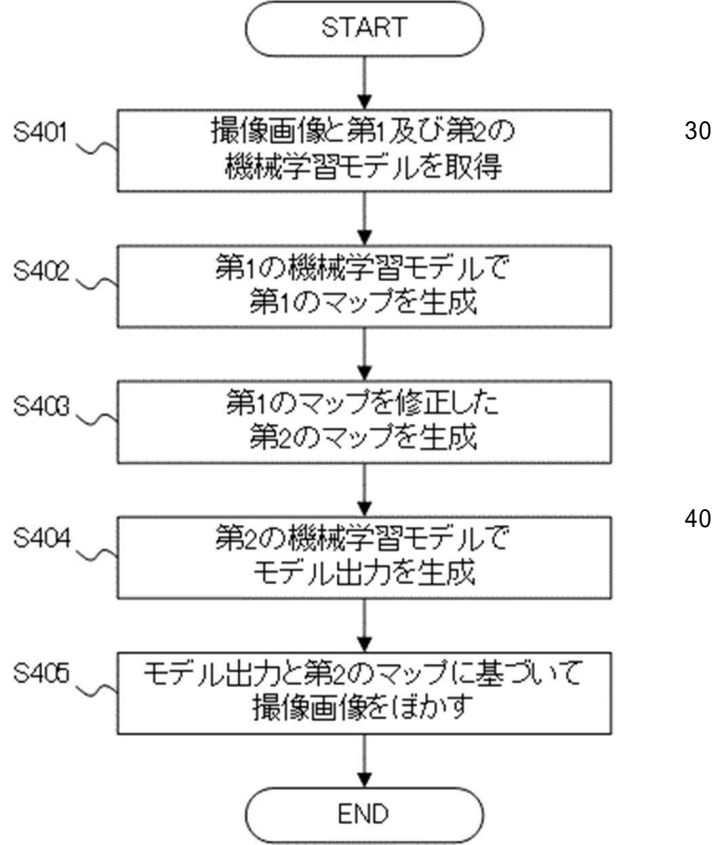 START
S401
撮像画像と第1及び第2の
機械学習モデルを取得
30
S402
第1の機械学習モデルで
第1のマップを生成
S403
第1のマップを修正した
第2のマップを生成
S404
第2の機械学習モデルで
モデル出力を生成
40
S405
モデル出力と第2のマップに基づいて
撮像画像をぼかす
END